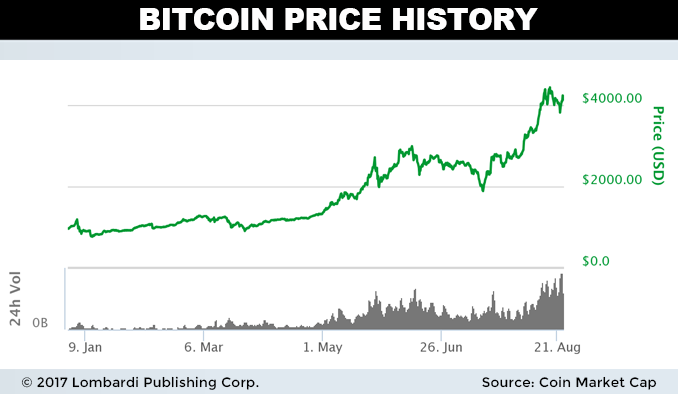 BITCOIN PRICE HISTORY
$4000.00
$2000.00
$0.0
Price (USD)
24h Vol
0B
9. Jan 6. Mar 1. May 26. Jun 21. Aug
© 2017 Lombardi Publishing Corp. Source: Coin Market Cap